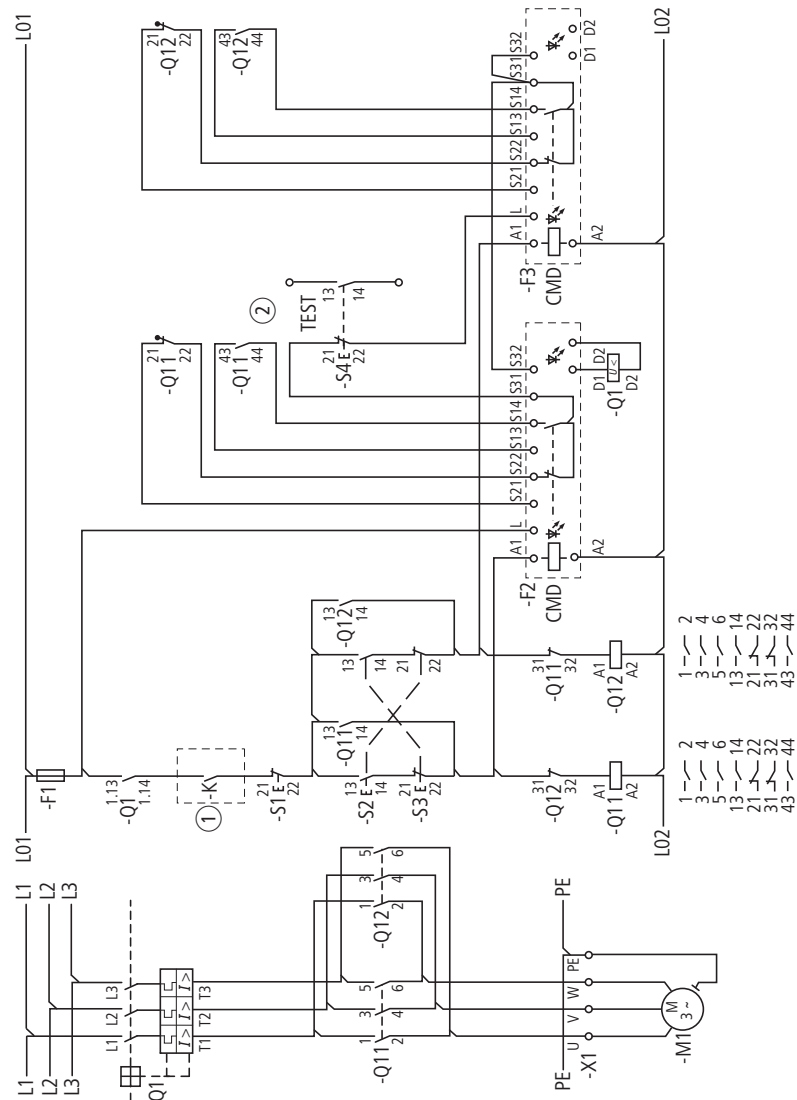 L01
L01
-F1
1.13
-Q1
1.14
-K
1
21
-S1 E
22
13
-S2 E
14
21
-S3 E
22
13
-Q11
14
13
14
21
22
13
-Q12
14
31
-Q12
32
A1
-Q11
A2
31
-Q11
32
A1
-Q12
A2
L02
L02
1 2
3 4
5 6
13 14
21 22
31 32
43 44
1 2
3 4
5 6
13 14
21 22
31 32
43 44
21
-Q11
22
43
-Q11
44
21
-Q12
22
43
-Q12
44
2
TEST
13
14
21
-S4 E
22
-F2
CMD
A1 L S21 S22 S13 S14 S31 S32
A2
D1 D2
U <
-Q1
D2
-F3
CMD
A1 L S21 S22 S13 S14 S31 S32
A2
D1 D2
L1 L1
L2 L2
L3 L3
L1 L2 L3
Q1
I > I > I >
T1 T2 T3
1 3 5
-Q11
2 4 6
1 3 5
-Q12
2 4 6
PE PE
-X1
U V W PE
M
3 ~
-M1